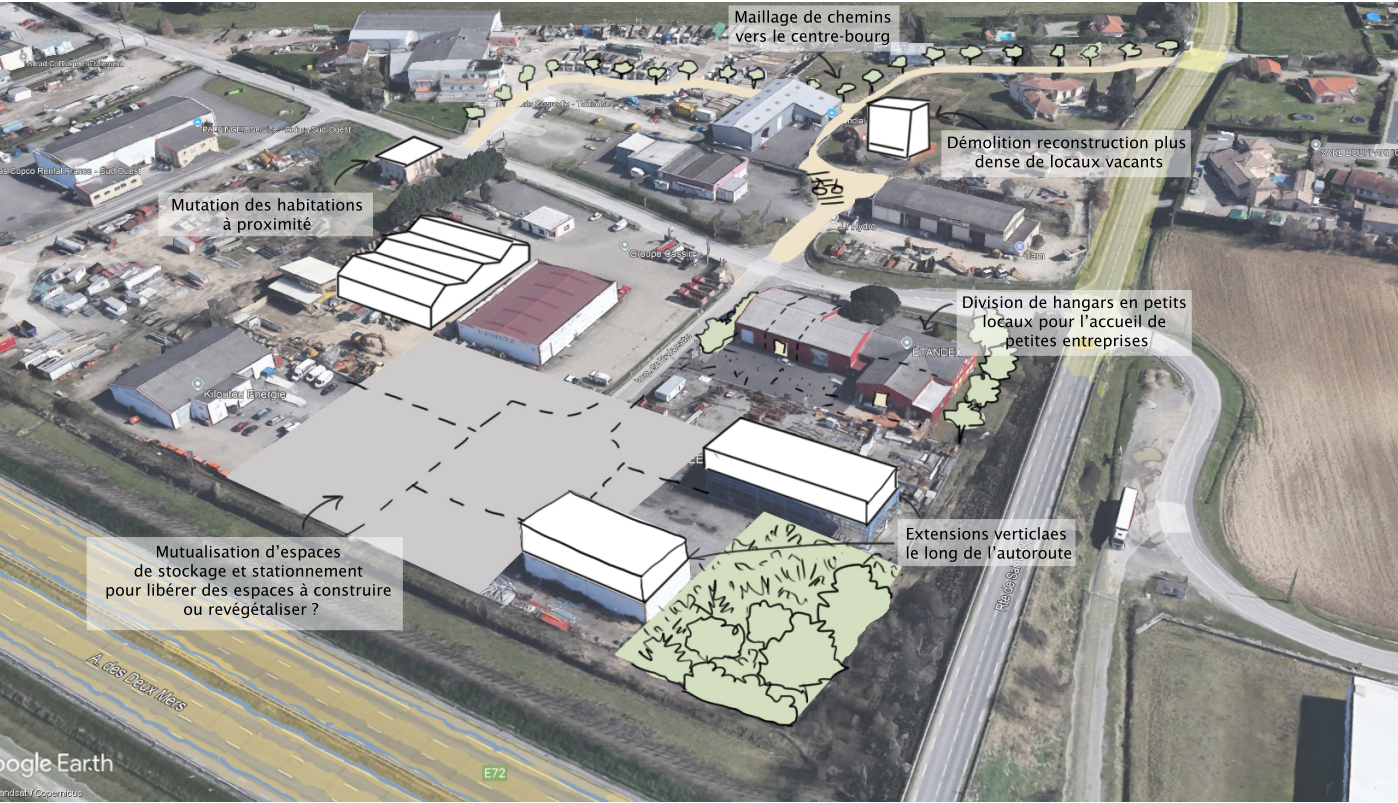 Maillage de chemins
vers le centre-bourg
Démolition reconstruction plus
dense de locaux vacants
Mutation des habitations
à proximité
Groupe Cassin
Division de hangars en petits
locaux pour l'accueil de
petites entreprises
ETANDEX
Kiloutou Energie
Extensions verticlaes
le long de l'autoroute
Mutualisation d'espaces
de stockage et stationnement
pour libérer des espaces à construire
ou revégétaliser ?
A. des Deux Mers
E72
oogle Earth
andsat / Copernicus